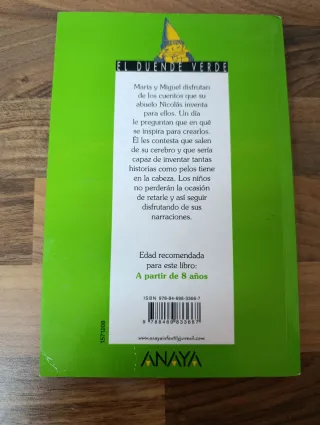 EL DUENDE VERDE
Marta y Miguel disfrutan
de los cuentos que su
abuelo Nicolás inventa
para ellos. Un día
le preguntan que en qué
se inspira para crearlos.
Él les contesta que salen
de su cerebro y que sería
capaz de inventar tantas
historias como pelos tiene
en la cabeza. Los niños
no perderán la ocasión
de retarle y así seguir
disfrutando de sus
narraciones.
Edad recomendada
para este libro:
A partir de 8 años
1571089
ANAYA
www.anayainfantilyjuvenil.com